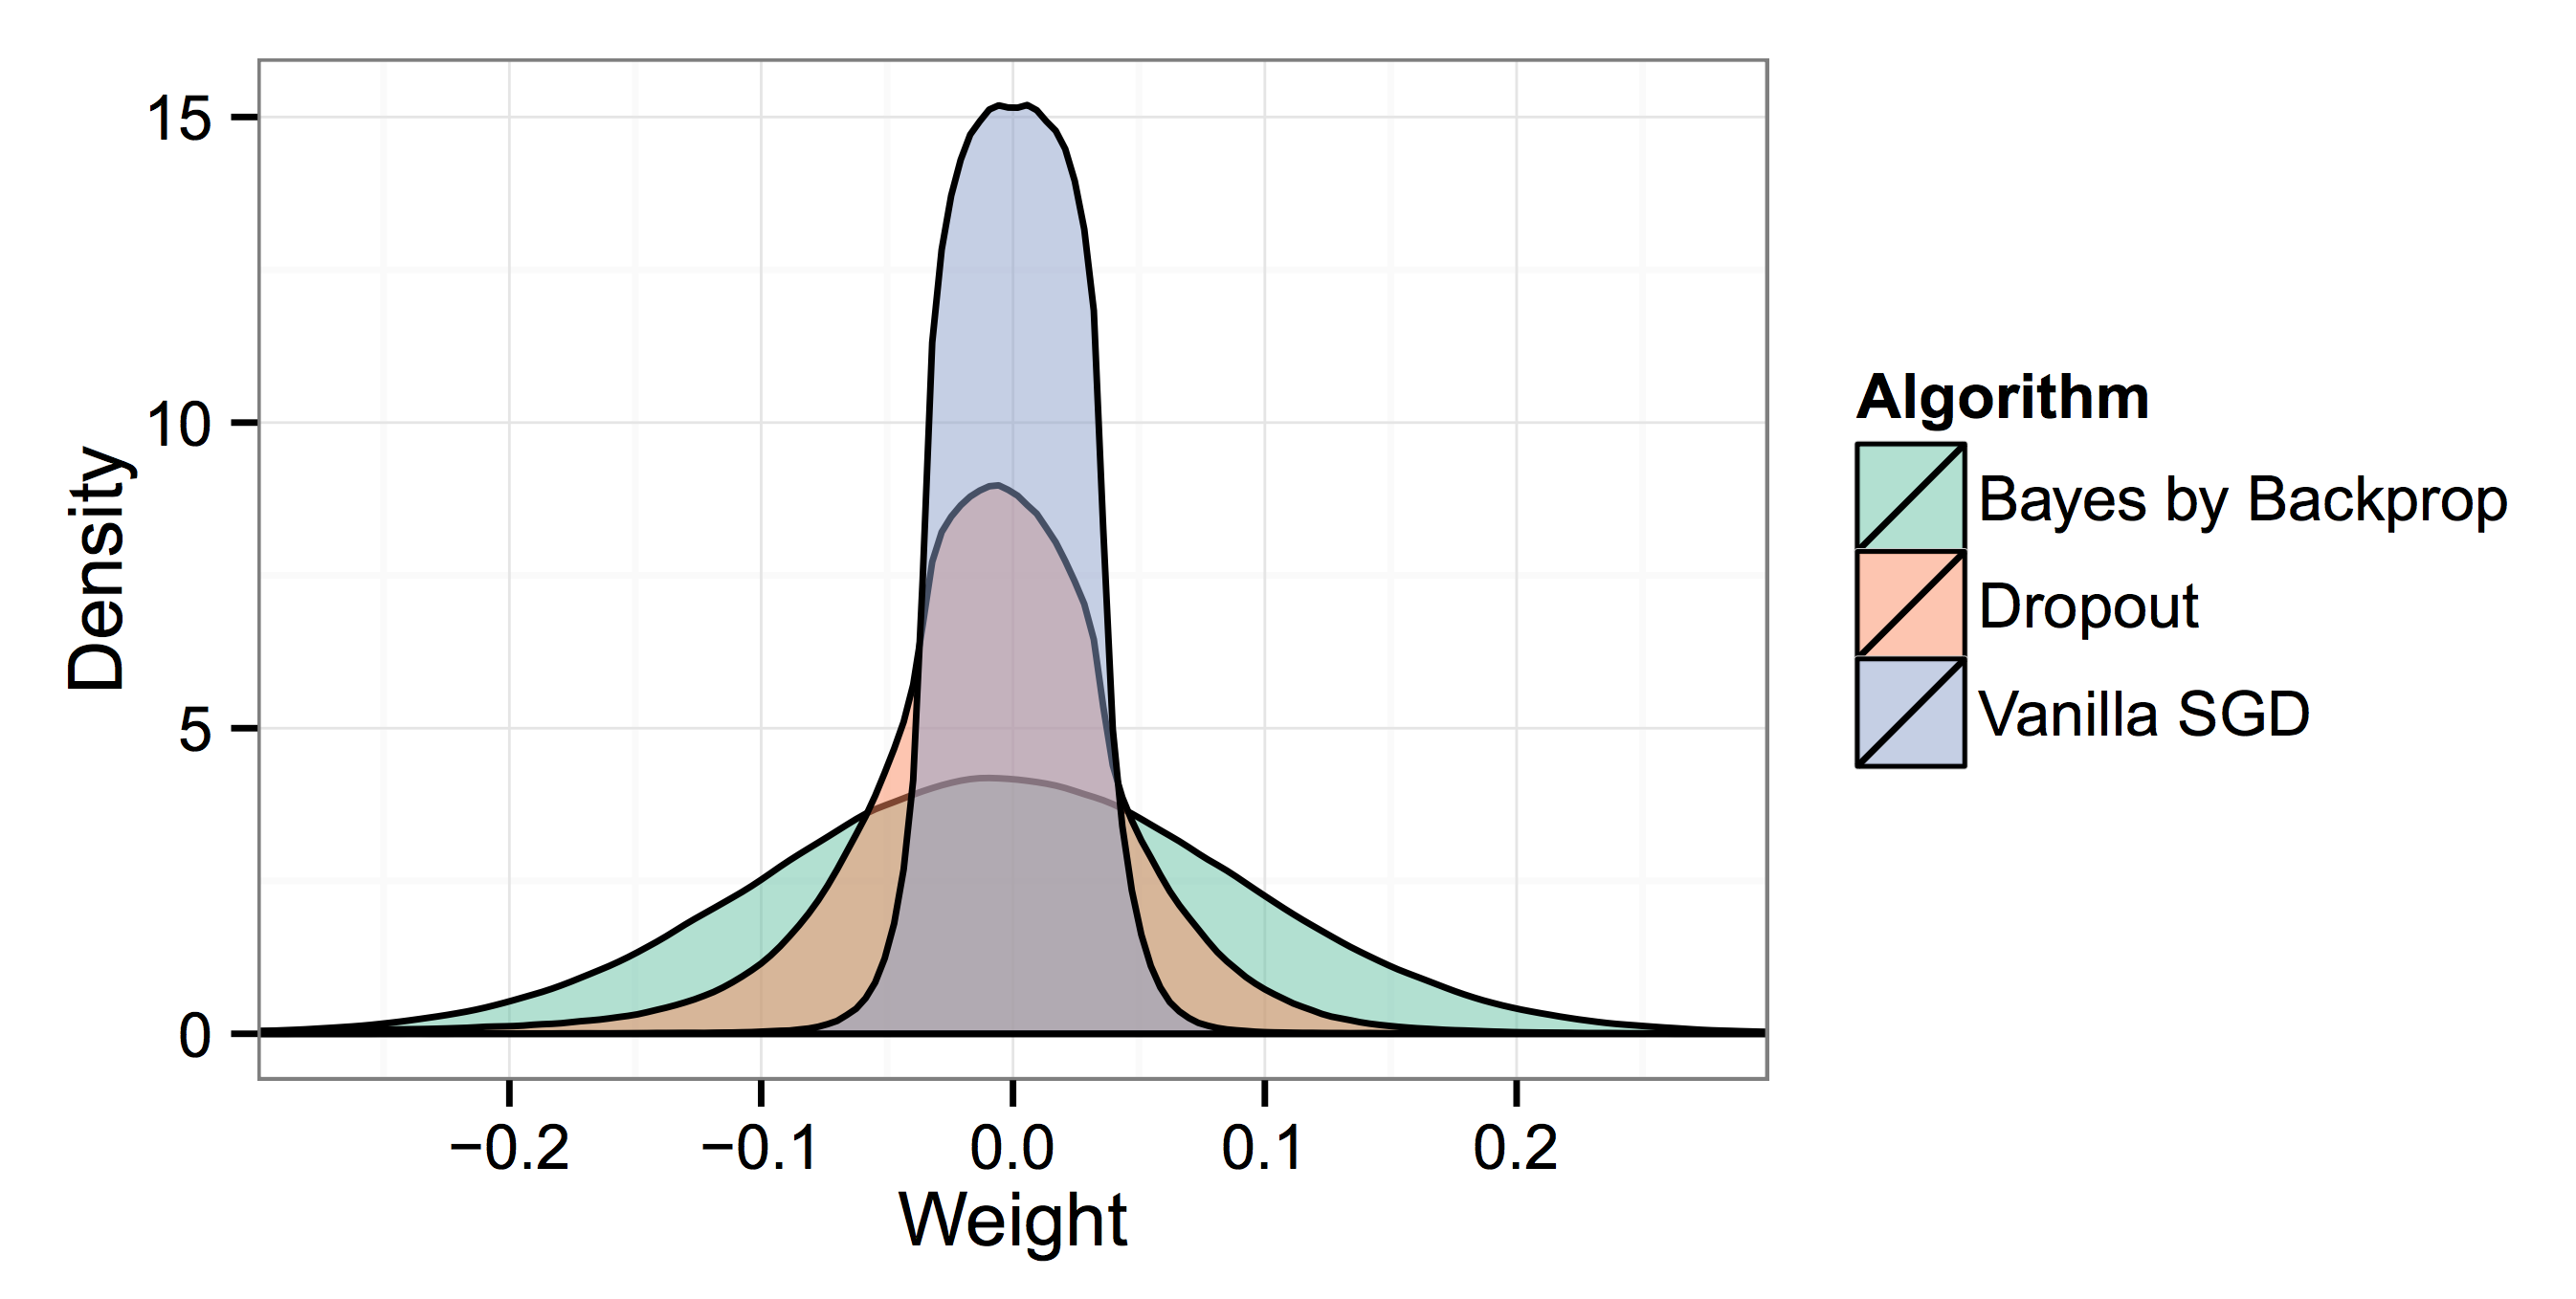 15
10
5
0
Density
−0.2 −0.1 0.0 0.1 0.2
Weight
Algorithm
Bayes by Backprop
Dropout
Vanilla SGD